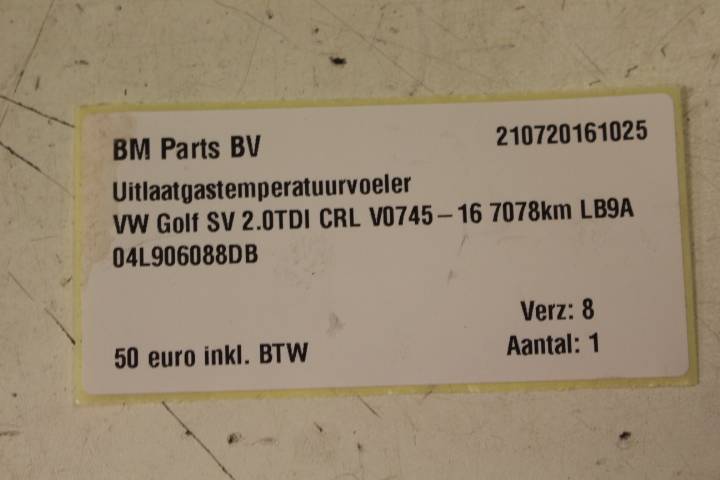 BM Parts BV 210720161025
Uitlaatgastemperatuurvoeler
VW Golf SV 2.0TDI CRL V0745-16 7078km LB9A
04L906088DB
Verz: 8
50 euro inkl. BTW Aantal: 1